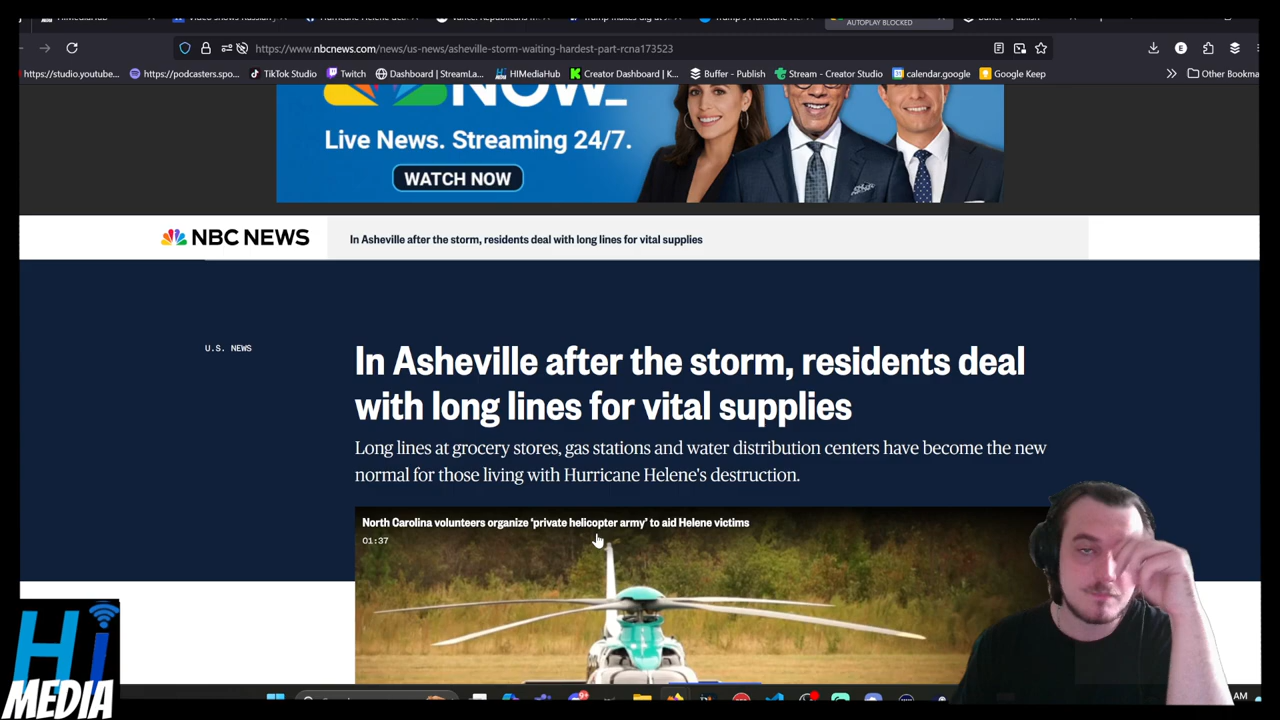 AUTOPLAY BLOCKED
https://www.nbcnews.com/news/us-news/asheville-storm-waiting-hardest-part-rcna173523
https://studio.youtube... https://podcasters.spo... TikTok Studio Twitch Dashboard | StreamLa... HIMediaHub Creator Dashboard | K... Buffer - Publish Stream - Creator Studio calendar.google Google Keep Other Bookma
NOW_
Live News. Streaming 24/7.
WATCH NOW
NBC NEWS In Asheville after the storm, residents deal with long lines for vital supplies
U.S. NEWS
In Asheville after the storm, residents deal
with long lines for vital supplies
Long lines at grocery stores, gas stations and water distribution centers have become the new
normal for those living with Hurricane Helene's destruction.
North Carolina volunteers organize 'private helicopter army' to aid Helene victims
01:37
Hi
MEDIA
AM